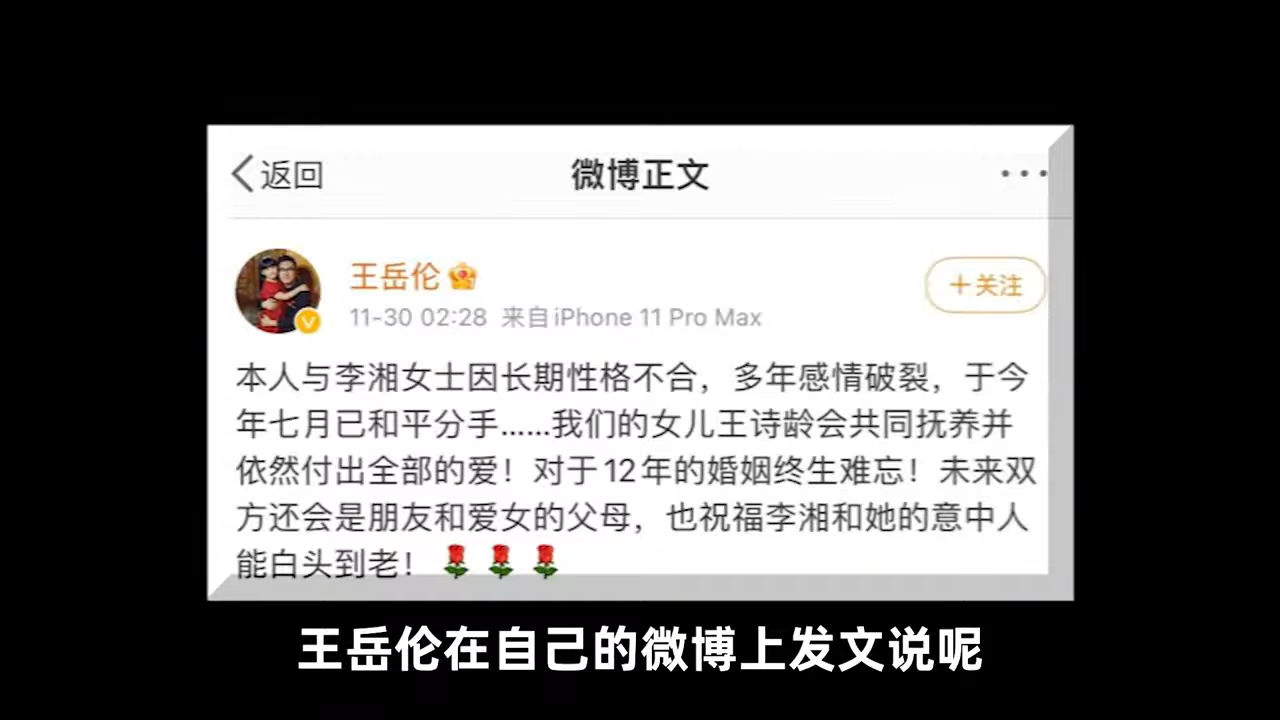 返回
微博正文
王岳伦
+关注
11-30 02:28 来自iPhone 11 Pro Max
本人与李湘女士因长期性格不合，多年感情破裂，于今
年七月已和平分手……我们的女儿王诗龄会共同抚养并
依然付出全部的爱！对于12年的婚姻终生难忘！未来双
方还会是朋友和爱女的父母，也祝福李湘和她的意中人
能白头到老！🌹🌹🌹
王岳伦在自己的微博上发文说呢